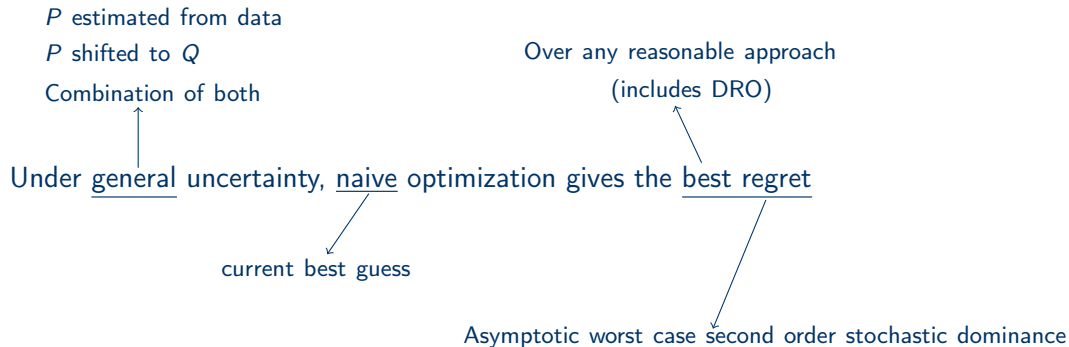 P estimated from data
P shifted to Q
Combination of both
Over any reasonable approach
(includes DRO)
Under general uncertainty, naive optimization gives the best regret
current best guess
Asymptotic worst case second order stochastic dominance